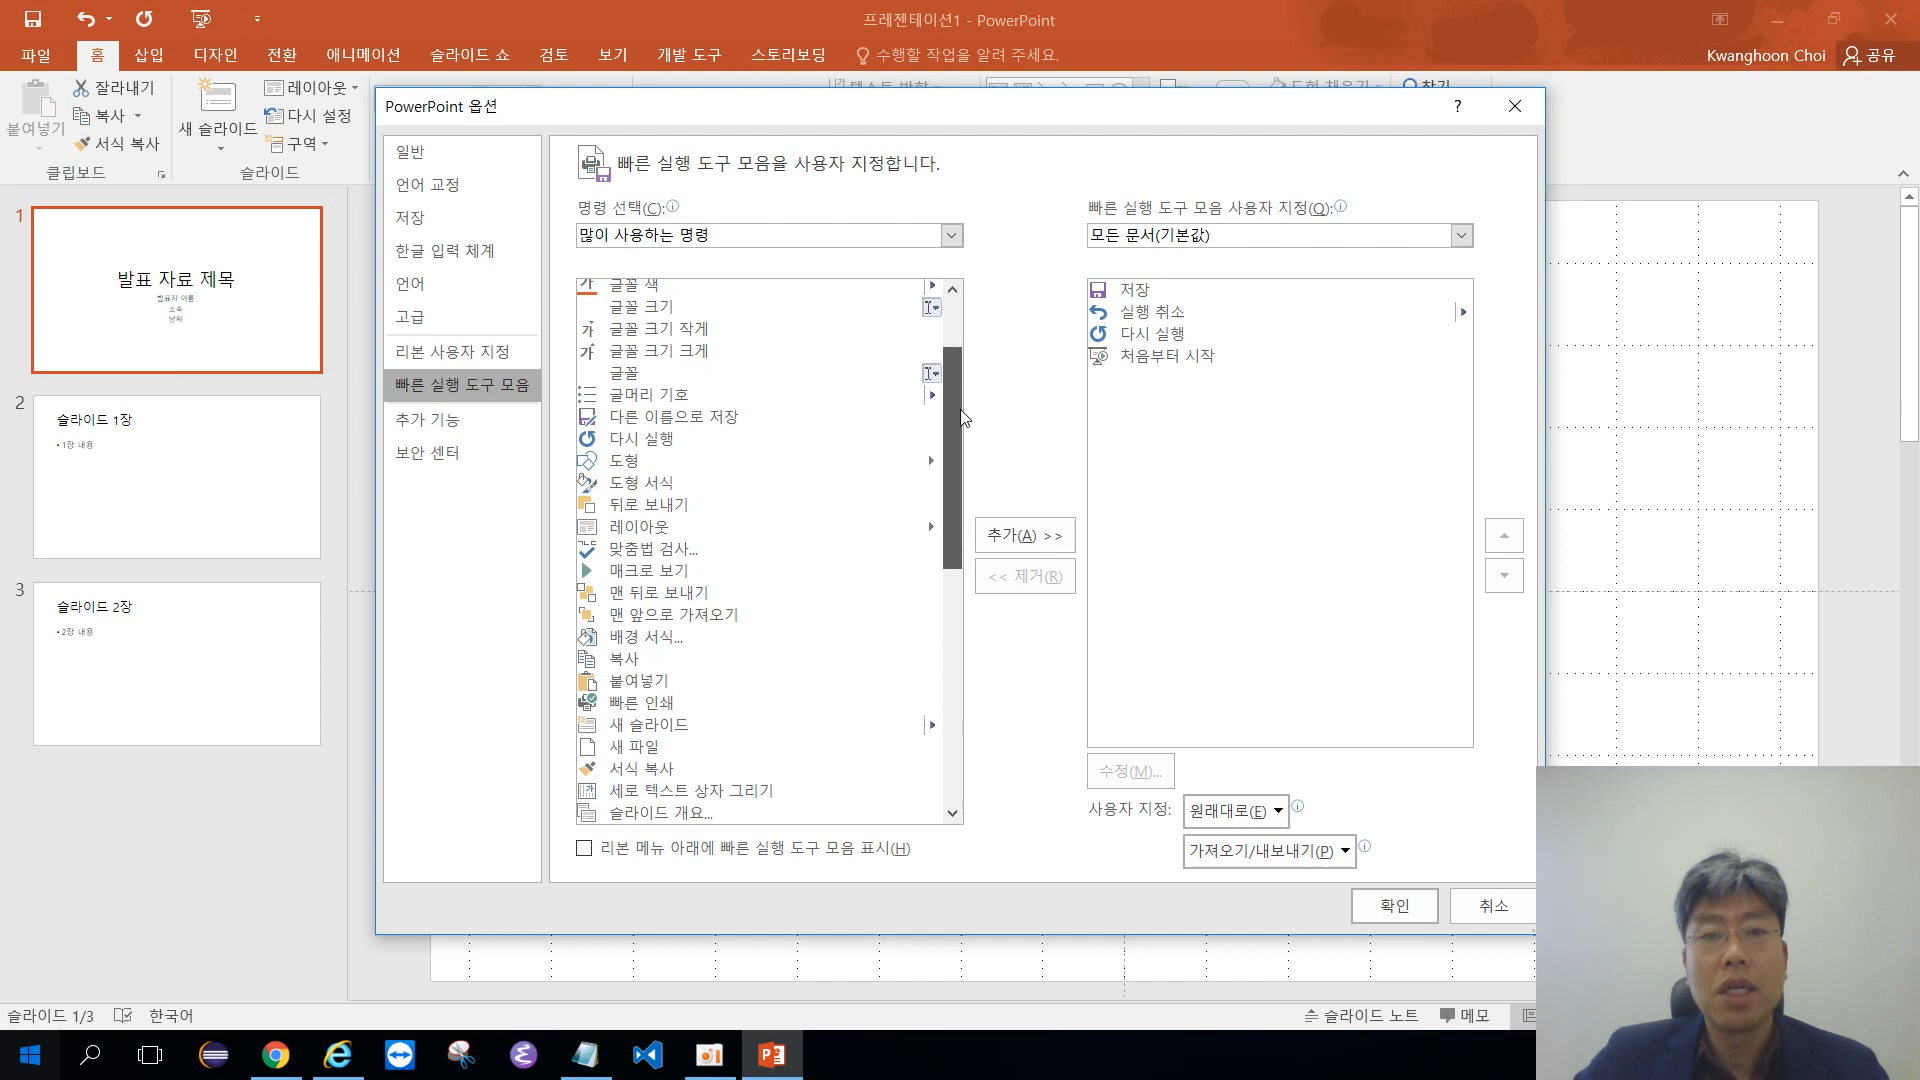 프레젠테이션1 - PowerPoint
파일 홈 삽입 디자인 전환 애니메이션 슬라이드 쇼 검토 보기 개발 도구 스토리보딩 수행할 작업을 알려 주세요. Kwanghoon Choi 공유
붙여넣기
잘라내기
복사
서식 복사
클립보드
새 슬라이드
레이아웃
다시 설정
구역
슬라이드
1
발표 자료 제목
발표자 이름
소속
날짜
2
슬라이드 1장
• 1장 내용
3
슬라이드 2장
• 2장 내용
PowerPoint 옵션
?
일반
언어 교정
저장
한글 입력 체계
언어
고급
리본 사용자 지정
빠른 실행 도구 모음
추가 기능
보안 센터
빠른 실행 도구 모음을 사용자 지정합니다.
명령 선택(C):
많이 사용하는 명령
글꼴 색
글꼴 크기
글꼴 크기 작게
글꼴 크기 크게
글꼴
글머리 기호
다른 이름으로 저장
다시 실행
도형
도형 서식
뒤로 보내기
레이아웃
맞춤법 검사...
매크로 보기
맨 뒤로 보내기
맨 앞으로 가져오기
배경 서식...
복사
붙여넣기
빠른 인쇄
새 슬라이드
새 파일
서식 복사
세로 텍스트 상자 그리기
슬라이드 개요...
리본 메뉴 아래에 빠른 실행 도구 모음 표시(H)
추가(A) >>
<< 제거(R)
빠른 실행 도구 모음 사용자 지정(Q):
모든 문서(기본값)
저장
실행 취소
다시 실행
처음부터 시작
수정(M)...
사용자 지정: 원래대로(E)
가져오기/내보내기(P)
확인 취소
슬라이드 1/3 한국어 슬라이드 노트 메모